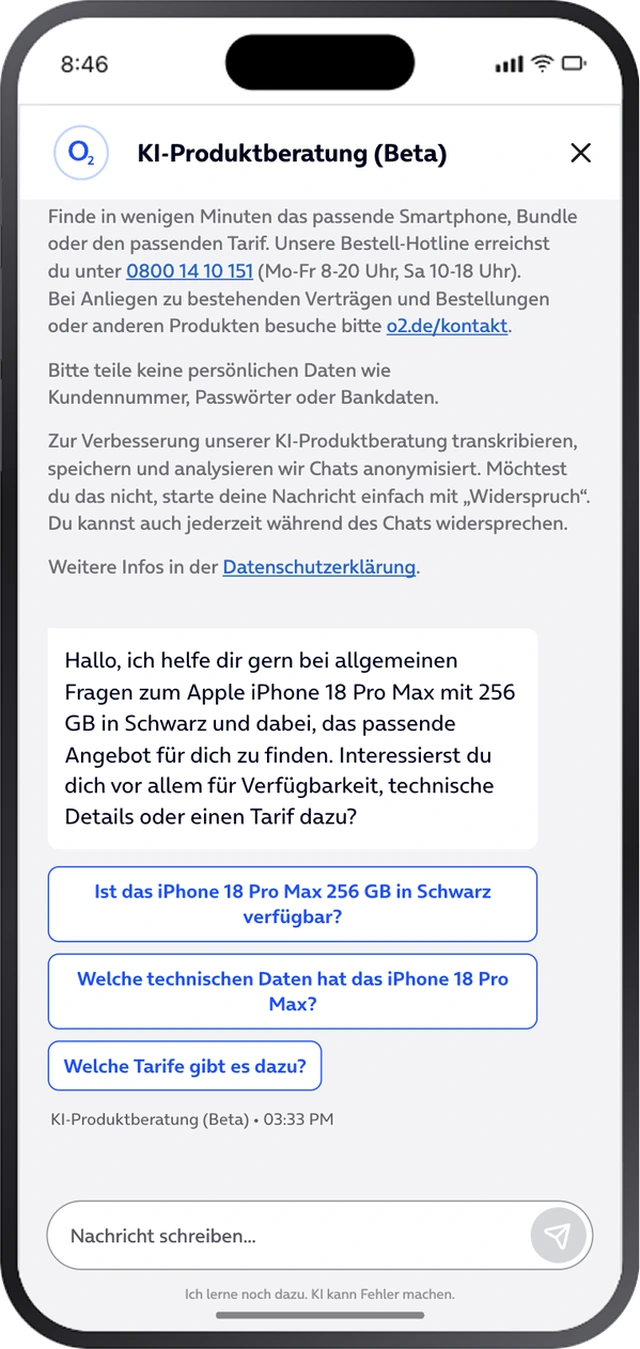 8:46
O2
KI-Produktberatung (Beta)
Finde in wenigen Minuten das passende Smartphone, Bundle
oder den passenden Tarif. Unsere Bestell-Hotline erreichst
du unter 0800 14 10 151 (Mo-Fr 8-20 Uhr, Sa 10-18 Uhr).
Bei Anliegen zu bestehenden Verträgen und Bestellungen
oder anderen Produkten besuche bitte o2.de/kontakt.
Bitte teile keine persönlichen Daten wie
Kundennummer, Passwörter oder Bankdaten.
Zur Verbesserung unserer KI-Produktberatung transkribieren,
speichern und analysieren wir Chats anonymisiert. Möchtest
du das nicht, starte deine Nachricht einfach mit „Widerspruch“.
Du kannst auch jederzeit während des Chats widersprechen.
Weitere Infos in der Datenschutzerklärung.
Hallo, ich helfe dir gern bei allgemeinen
Fragen zum Apple iPhone 18 Pro Max mit 256
GB in Schwarz und dabei, das passende
Angebot für dich zu finden. Interessierst du
dich vor allem für Verfügbarkeit, technische
Details oder einen Tarif dazu?
Ist das iPhone 18 Pro Max 256 GB in Schwarz
verfügbar?
Welche technischen Daten hat das iPhone 18 Pro
Max?
Welche Tarife gibt es dazu?
KI-Produktberatung (Beta) • 03:33 PM
Nachricht schreiben...
Ich lerne noch dazu. KI kann Fehler machen.